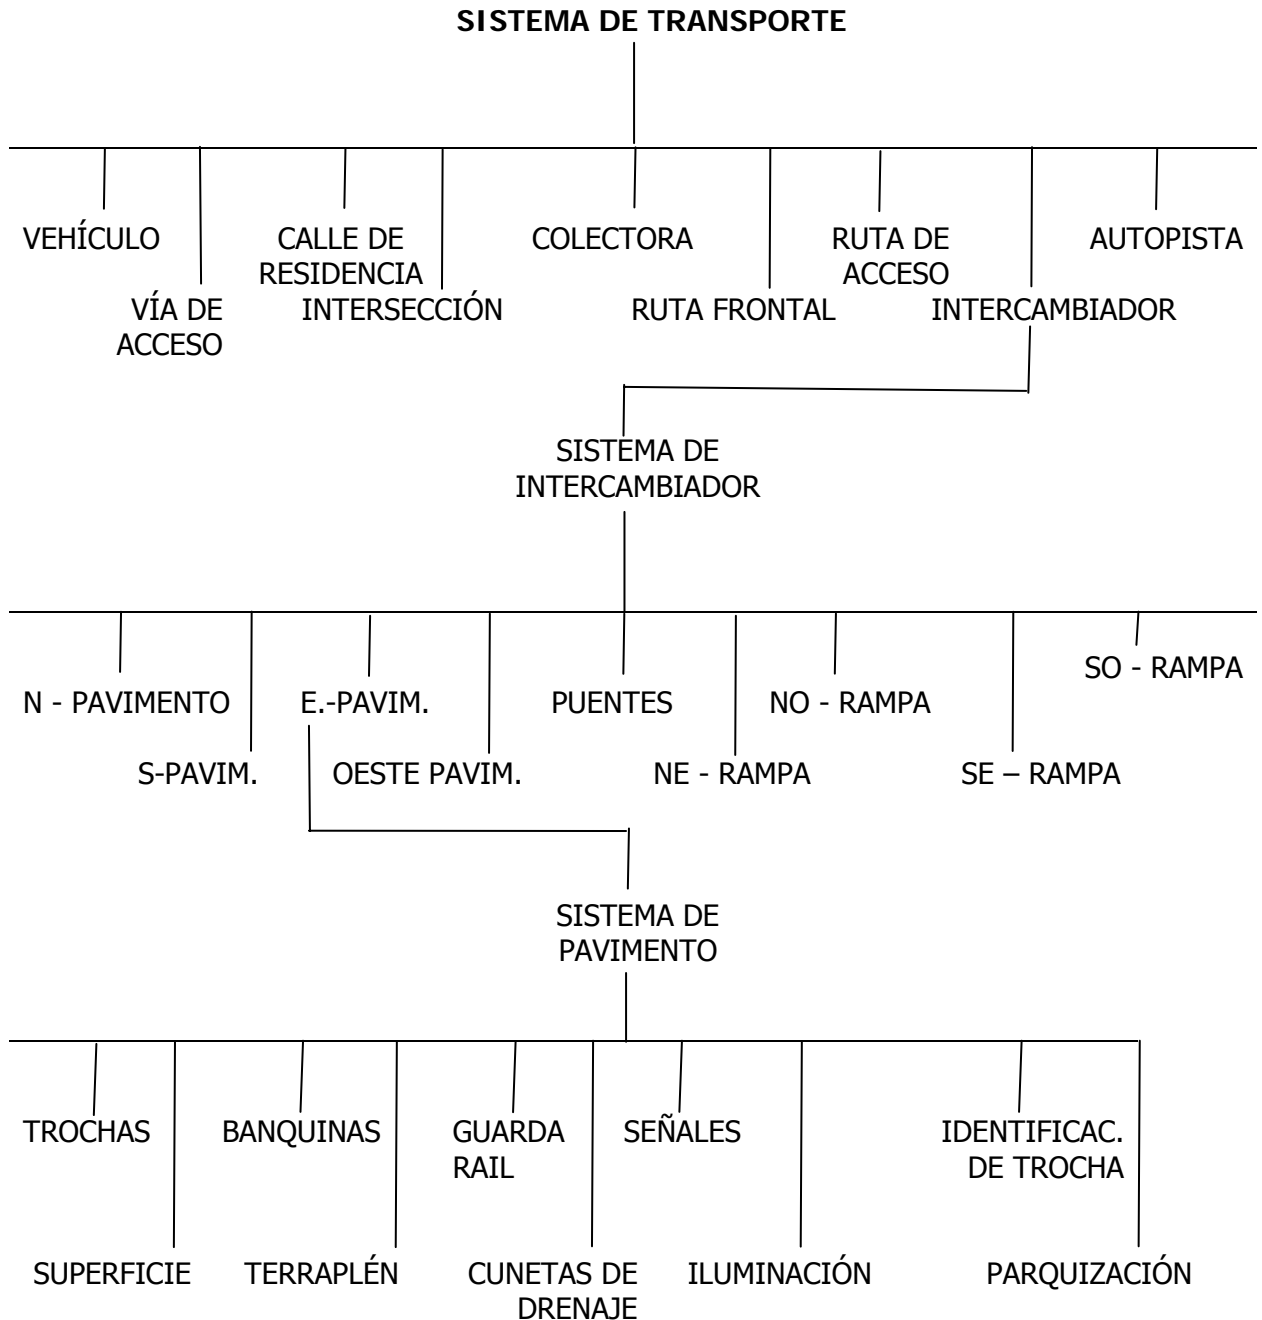 SISTEMA DE TRANSPORTE
VEHÍCULO
CALLE DE
RESIDENCIA
COLECTORA
RUTA DE
ACCESO
AUTOPISTA
VÍA DE
ACCESO
INTERSECCIÓN
RUTA FRONTAL
INTERCAMBIADOR
SISTEMA DE
INTERCAMBIADOR
N - PAVIMENTO
E.-PAVIM.
PUENTES
NO - RAMPA
SO - RAMPA
S-PAVIM.
OESTE PAVIM.
NE - RAMPA
SE – RAMPA
SISTEMA DE
PAVIMENTO
TROCHAS
BANQUINAS
GUARDA
RAIL
SEÑALES
IDENTIFICAC.
DE TROCHA
SUPERFICIE
TERRAPLÉN
CUNETAS DE
DRENAJE
ILUMINACIÓN
PARQUIZACIÓN